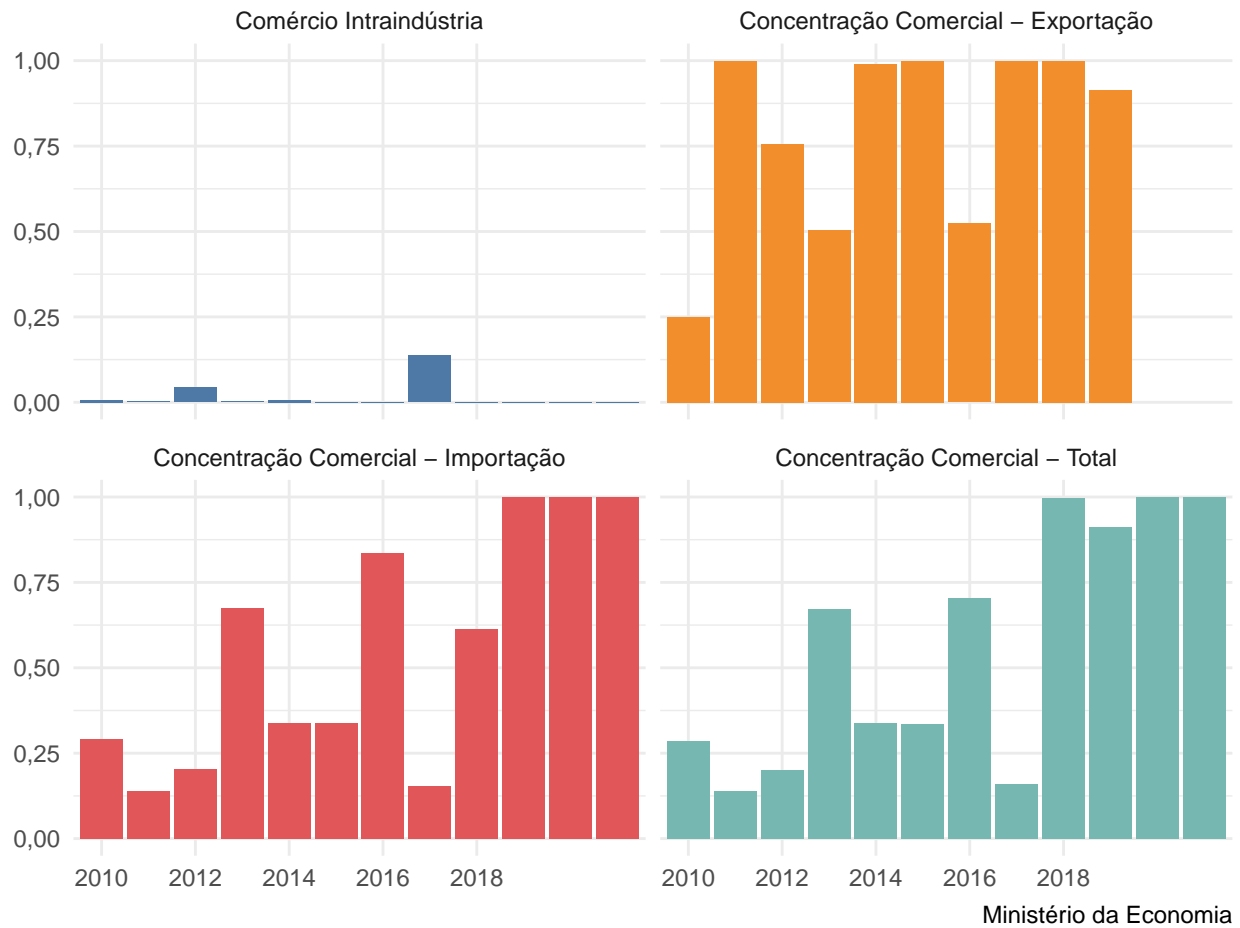 Comércio Intraindústria
Concentração Comercial – Exportação
1,00
0,75
0,50
0,25
0,00
Concentração Comercial – Importação
Concentração Comercial – Total
1,00
0,75
0,50
0,25
0,00
2010 2012 2014 2016 2018
2010 2012 2014 2016 2018
Ministério da Economia